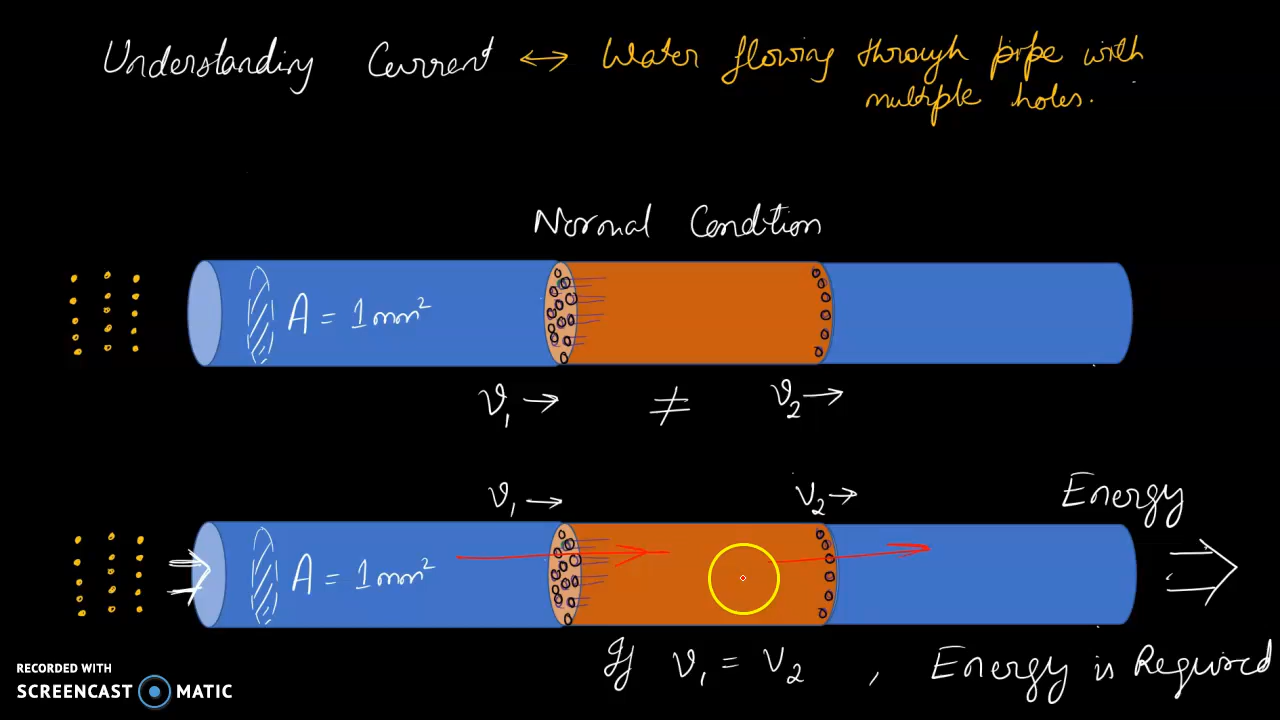 Understanding Current ↔ Water flowing through pipe with
multiple holes.
Normal Condition
A = 1mm²
V₁ → ≠ V₂ →
V₁ → V₂ → Energy
A = 1mm²
If V₁ = V₂ , Energy is Required
RECORDED WITH
SCREENCAST MATIC